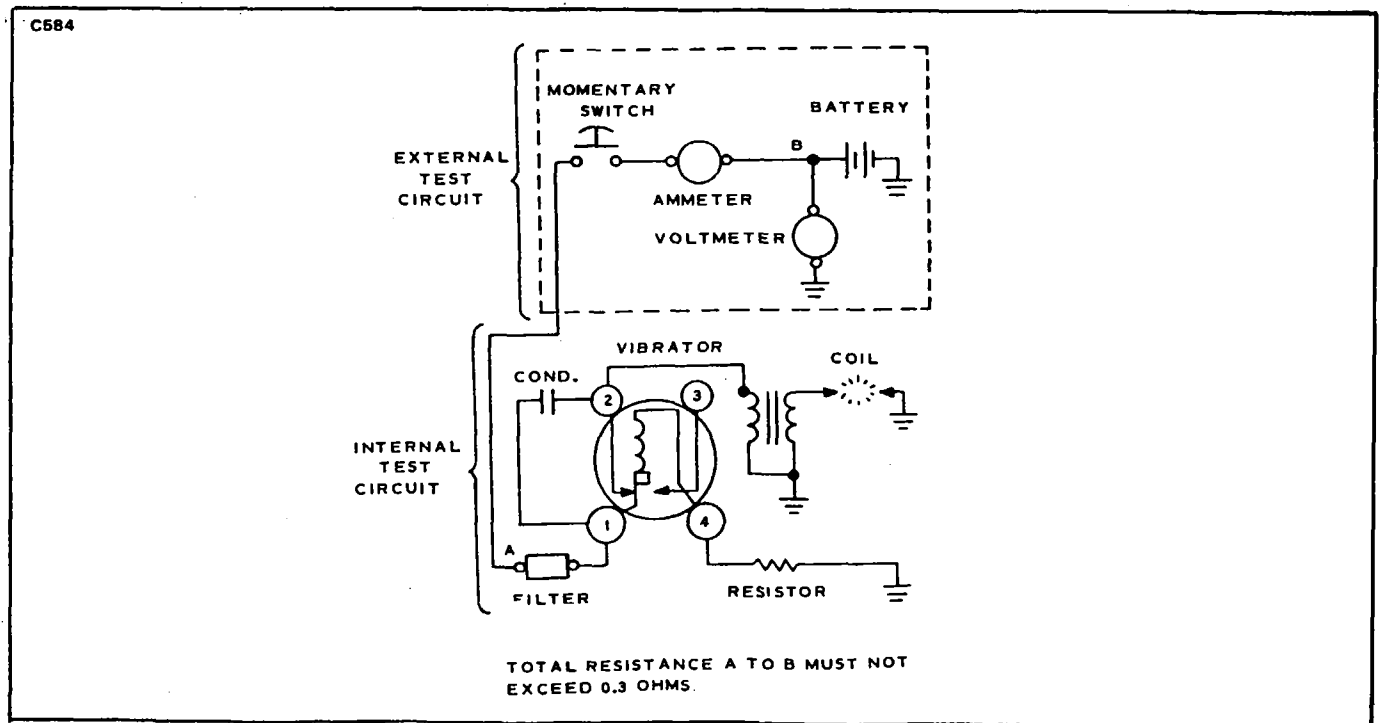 C584
MOMENTARY
SWITCH
BATTERY
B
EXTERNAL
TEST
CIRCUIT
AMMETER
VOLTMETER
VIBRATOR
COIL
COND.
2
3
INTERNAL
TEST
CIRCUIT
1
4
A
FILTER
RESISTOR
TOTAL RESISTANCE A TO B MUST NOT
EXCEED 0.3 OHMS.